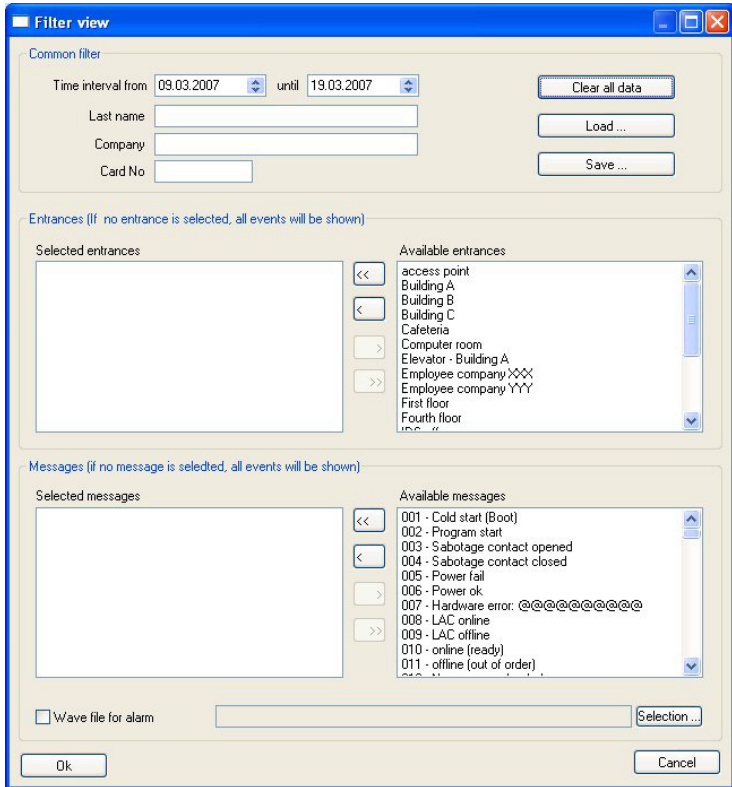 Filter view
Common filter
Time interval from 09.03.2007 until 19.03.2007
Clear all data
Last name
Load ...
Company
Card No
Save ...
Entrances (If no entrance is selected, all events will be shown)
Selected entrances
Available entrances
<<
<
>
>>
access point
Building A
Building B
Building C
Cafeteria
Computer room
Elevator - Building A
Employee company XXX
Employee company YYY
First floor
Fourth floor
Messages (if no message is seledted, all events will be shown)
Selected messages
Available messages
<<
<
>
>>
001 - Cold start (Boot)
002 - Program start
003 - Sabotage contact opened
004 - Sabotage contact closed
005 - Power fail
006 - Power ok
007 - Hardware error: @@@@@@@@@@
008 - LAC online
009 - LAC offline
010 - online (ready)
011 - offline (out of order)
Wave file for alarm
Selection ...
Ok
Cancel